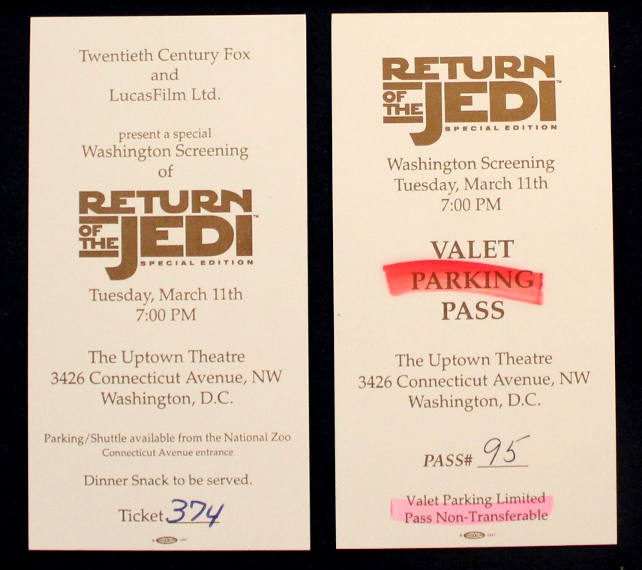 Twentieth Century Fox
and
LucasFilm Ltd.
present a special
Washington Screening
of
RETURN
OF THE JEDI™
SPECIAL EDITION
Tuesday, March 11th
7:00 PM
The Uptown Theatre
3426 Connecticut Avenue, NW
Washington, D.C.
Parking/Shuttle available from the National Zoo
Connecticut Avenue entrance
Dinner Snack to be served.
Ticket 374
RETURN
OF THE JEDI™
SPECIAL EDITION
Washington Screening
Tuesday, March 11th
7:00 PM
VALET
PARKING
PASS
The Uptown Theatre
3426 Connecticut Avenue, NW
Washington, D.C.
PASS# 95
Valet Parking Limited
Pass Non-Transferable